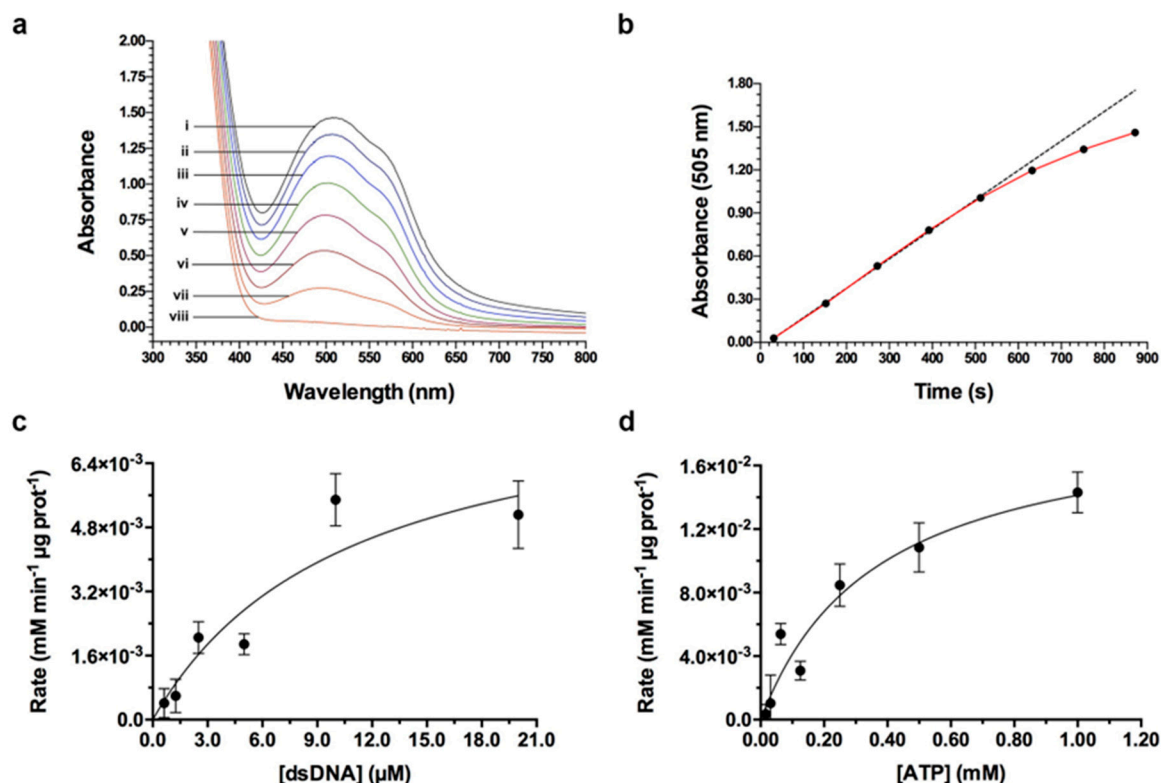 a
2.00
1.75
1.50
1.25
1.00
0.75
0.50
0.25
0.00
Absorbance
i
ii
iii
iv
v
vi
vii
viii
300 350 400 450 500 550 600 650 700 750 800
Wavelength (nm)
b
1.80
1.50
1.20
0.90
0.60
0.30
0.00
Absorbance (505 nm)
0 100 200 300 400 500 600 700 800 900
Time (s)
c
6.4×10⁻³
4.8×10⁻³
3.2×10⁻³
1.6×10⁻³
0.0
Rate (mM min⁻¹ µg prot⁻¹)
0.0 3.0 6.0 9.0 12.0 15.0 18.0 21.0
[dsDNA] (µM)
d
1.6×10⁻²
1.2×10⁻²
8.0×10⁻³
4.0×10⁻³
0.0
Rate (mM min⁻¹ µg prot⁻¹)
0.00 0.20 0.40 0.60 0.80 1.00 1.20
[ATP] (mM)